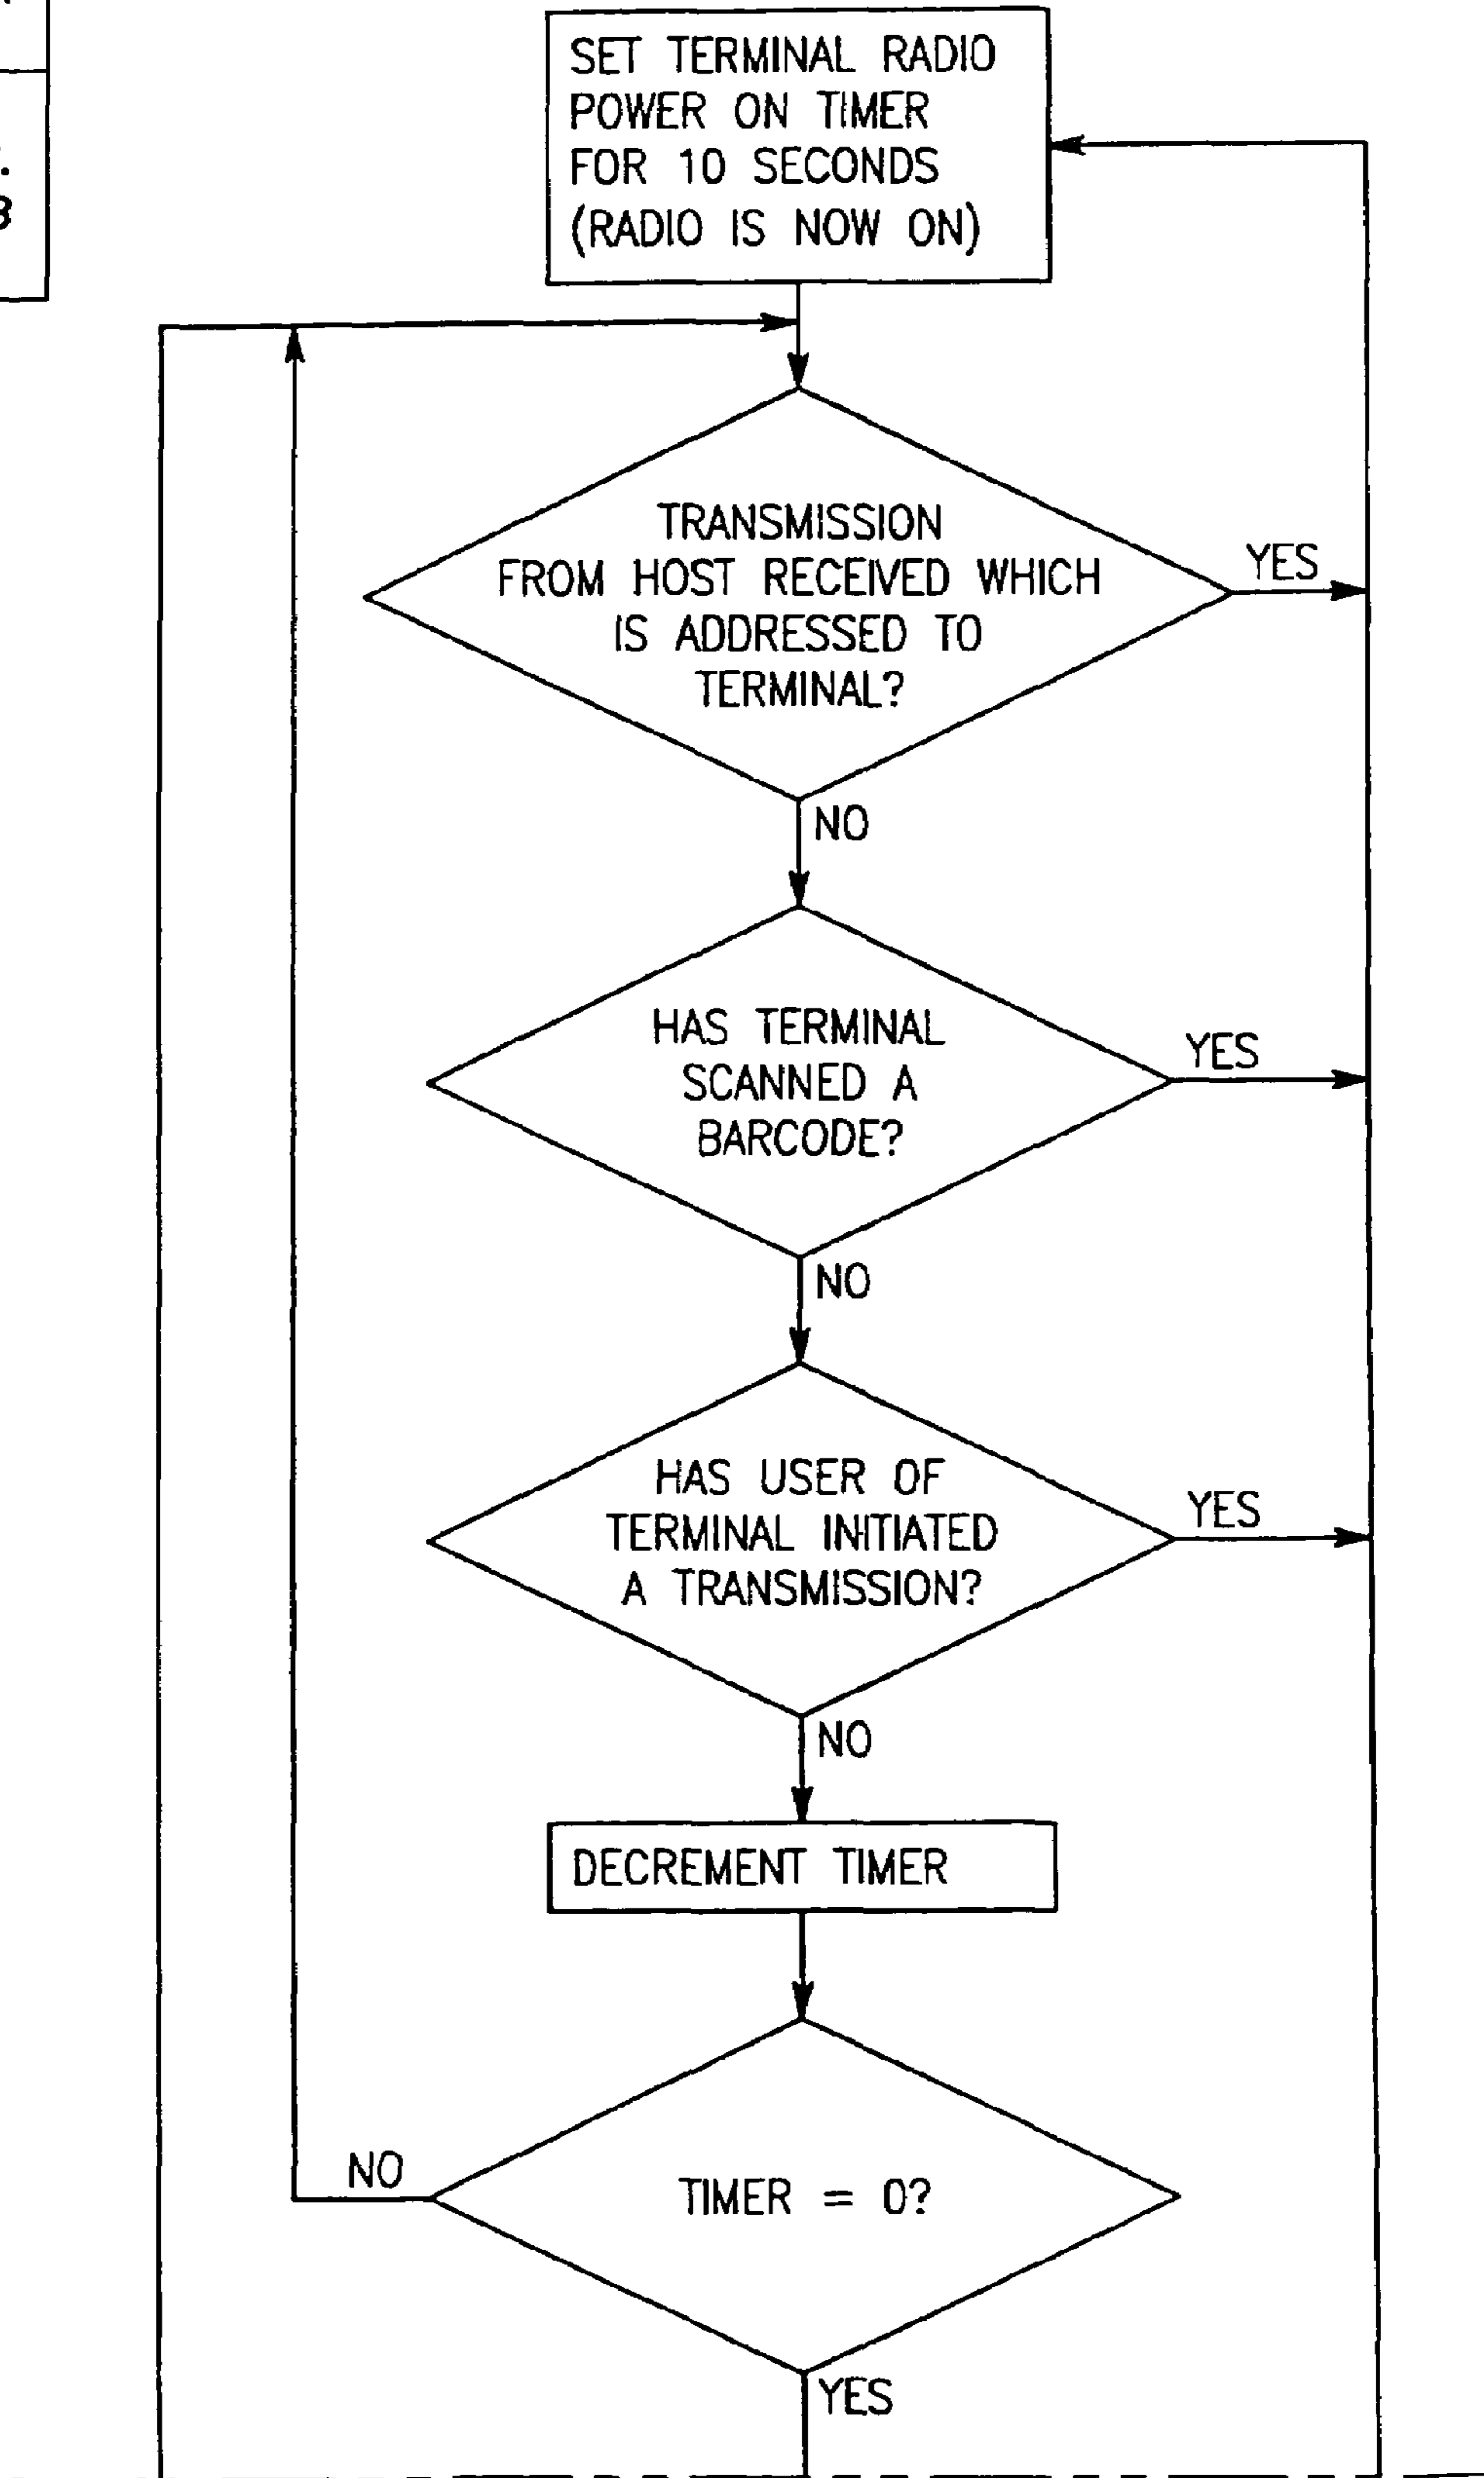 SET TERMINAL RADIO
POWER ON TIMER
FOR 10 SECONDS
(RADIO IS NOW ON)
TRANSMISSION
FROM HOST RECEIVED WHICH
IS ADDRESSED TO
TERMINAL?
YES
NO
HAS TERMINAL
SCANNED A
BARCODE?
YES
NO
HAS USER OF
TERMINAL INITIATED
A TRANSMISSION?
YES
NO
DECREMENT TIMER
TIMER = 0?
NO
YES